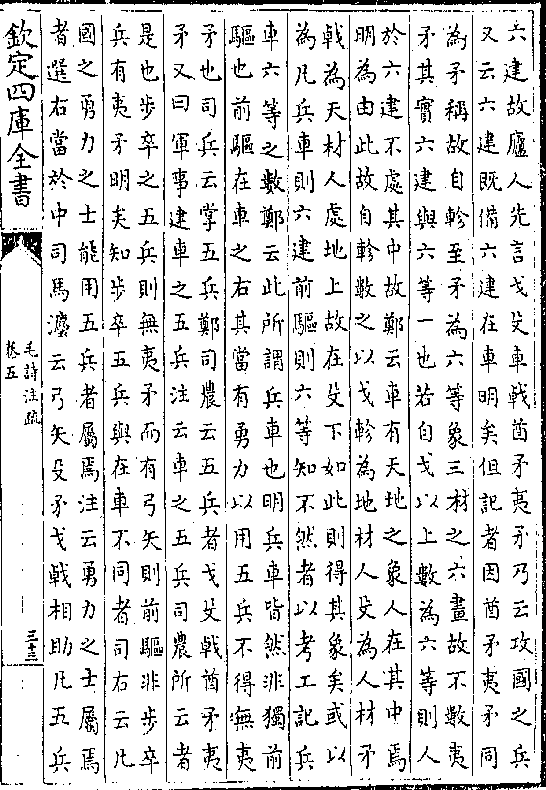 六建故廬人先言戈殳車戟酋矛夷矛乃云攻國之兵
又云六建既備六建在車明矣但記者因酋矛夷矛同
為矛稱故自軫至矛為六等象三材之六畫故不數夷
矛其實六建與六等一也若自戈以上數為六等則人
於六建不處其中故鄭云車有天地之象人在其中焉
明為由此故自軫數之以戈軫為地材人殳為人材矛
戟為天材人處地上故在殳下如此則得其象矣或以
為凡兵車則六建前驅則六等知不然者以考工記兵
車六等之數鄭云此所謂兵車也明兵車皆然非獨前
驅也前驅在車之右其當有勇力以用五兵不得無夷
矛也司兵云掌五兵鄭司農云五兵者戈殳戟酋矛夷
矛又曰軍事建車之五兵注云車之五兵司農所云者
是也步卒之五兵則無夷矛而有弓矢則前驅非步卒
兵有夷矛明矣知步卒五兵與在車不同者司右云凡
國之勇力之士能用五兵者屬焉注云勇力之士屬焉
者選右當於中司馬灋云弓矢殳矛戈戟相助凡五兵
欽定四庫全書
毛詩注疏
卷五
三十三